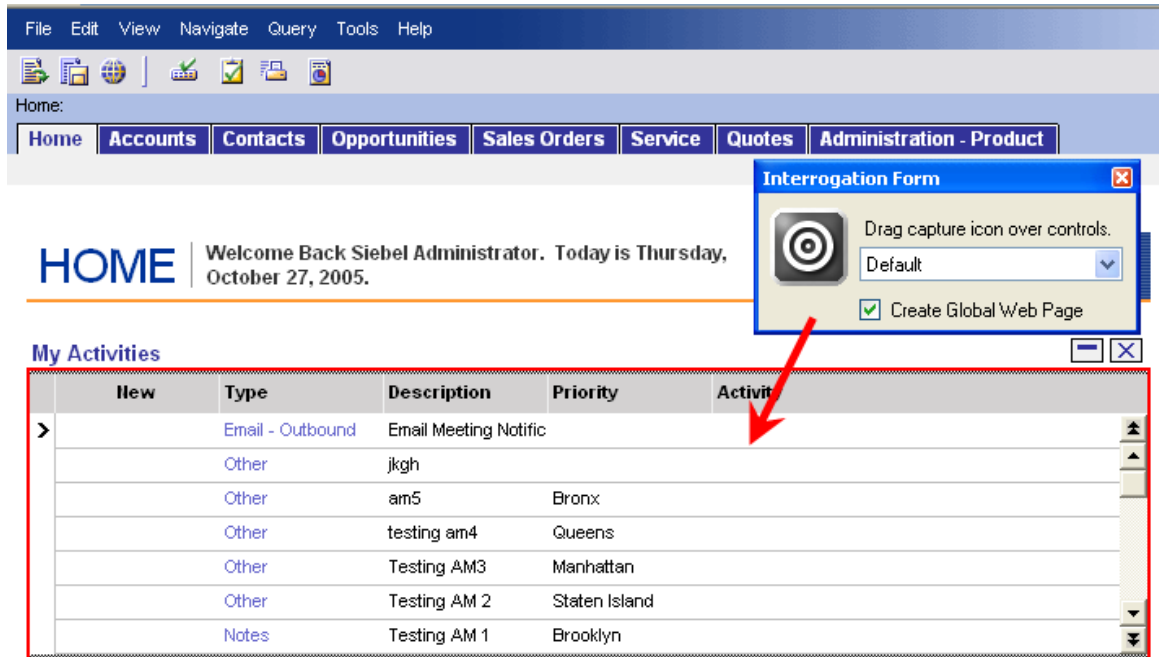 File Edit View Navigate Query Tools Help
Home:
Home Accounts Contacts Opportunities Sales Orders Service Quotes Administration - Product
Interrogation Form
Drag capture icon over controls.
Default
Create Global Web Page
HOME
Welcome Back Siebel Administrator. Today is Thursday,
October 27, 2005.
My Activities
New Type Description Priority Activity
Email - Outbound Email Meeting Notific
Other jkgh
Other am5 Bronx
Other testing am4 Queens
Other Testing AM3 Manhattan
Other Testing AM 2 Staten Island
Notes Testing AM 1 Brooklyn